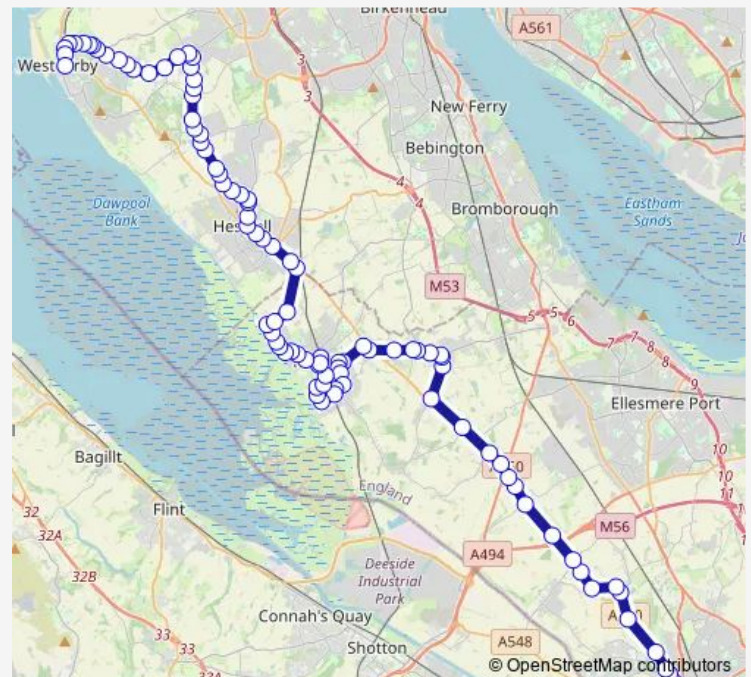 Birkenhead
A561
3
3
New Ferry
Bebington
4
4
Dawpool
Bank
Bromborough
Eastham
Sands
M53
5
5
6
7
7
8
8
9
Ellesmere Port
10
10
11
Bagillt
England
Flint
32
32A
M56
A494
Deeside
Industrial
Park
32B
Connah's Quay
33
33
33A
Shotton
A548
© OpenStreetMap contributors